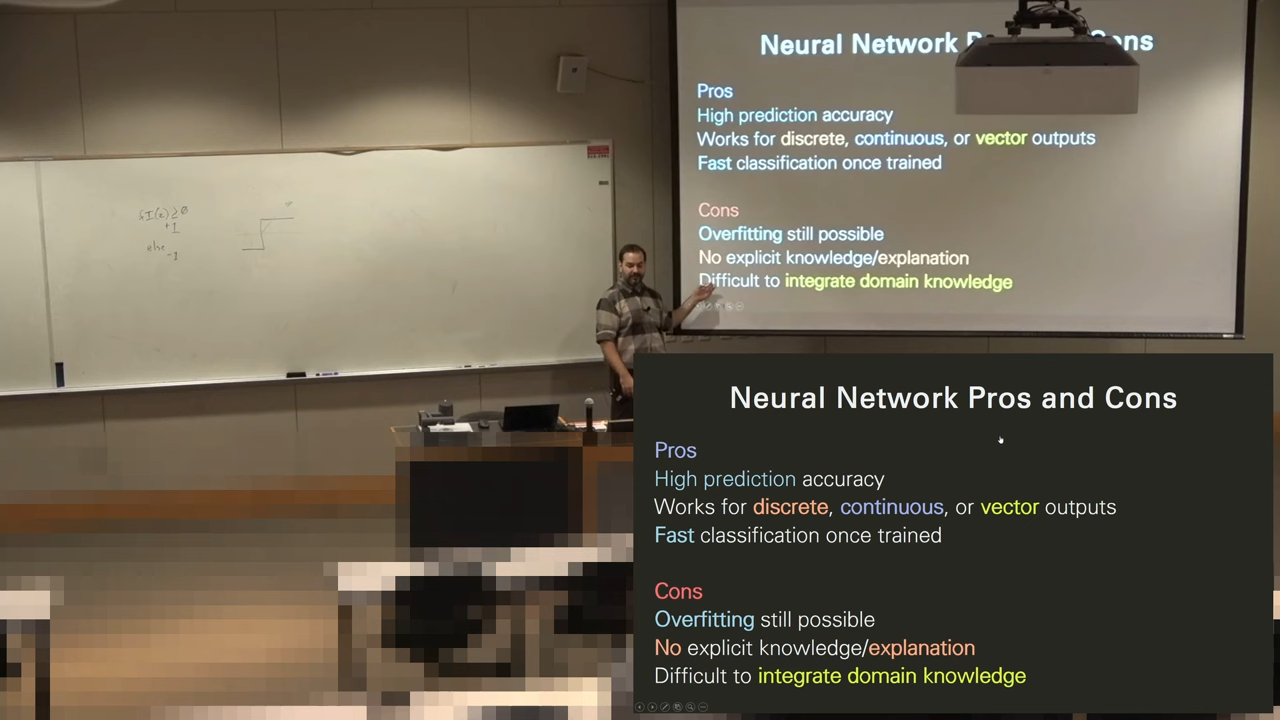 Neural Network P ons
Pros
High prediction accuracy
Works for discrete, continuous, or vector outputs
Fast classification once trained
Cons
Overfitting still possible
No explicit knowledge/explanation
Difficult to integrate domain knowledge
else
Neural Network Pros and Cons
Pros
High prediction accuracy
Works for discrete, continuous, or vector outputs
Fast classification once trained
Cons
Overfitting still possible
No explicit knowledge/explanation
Difficult to integrate domain knowledge